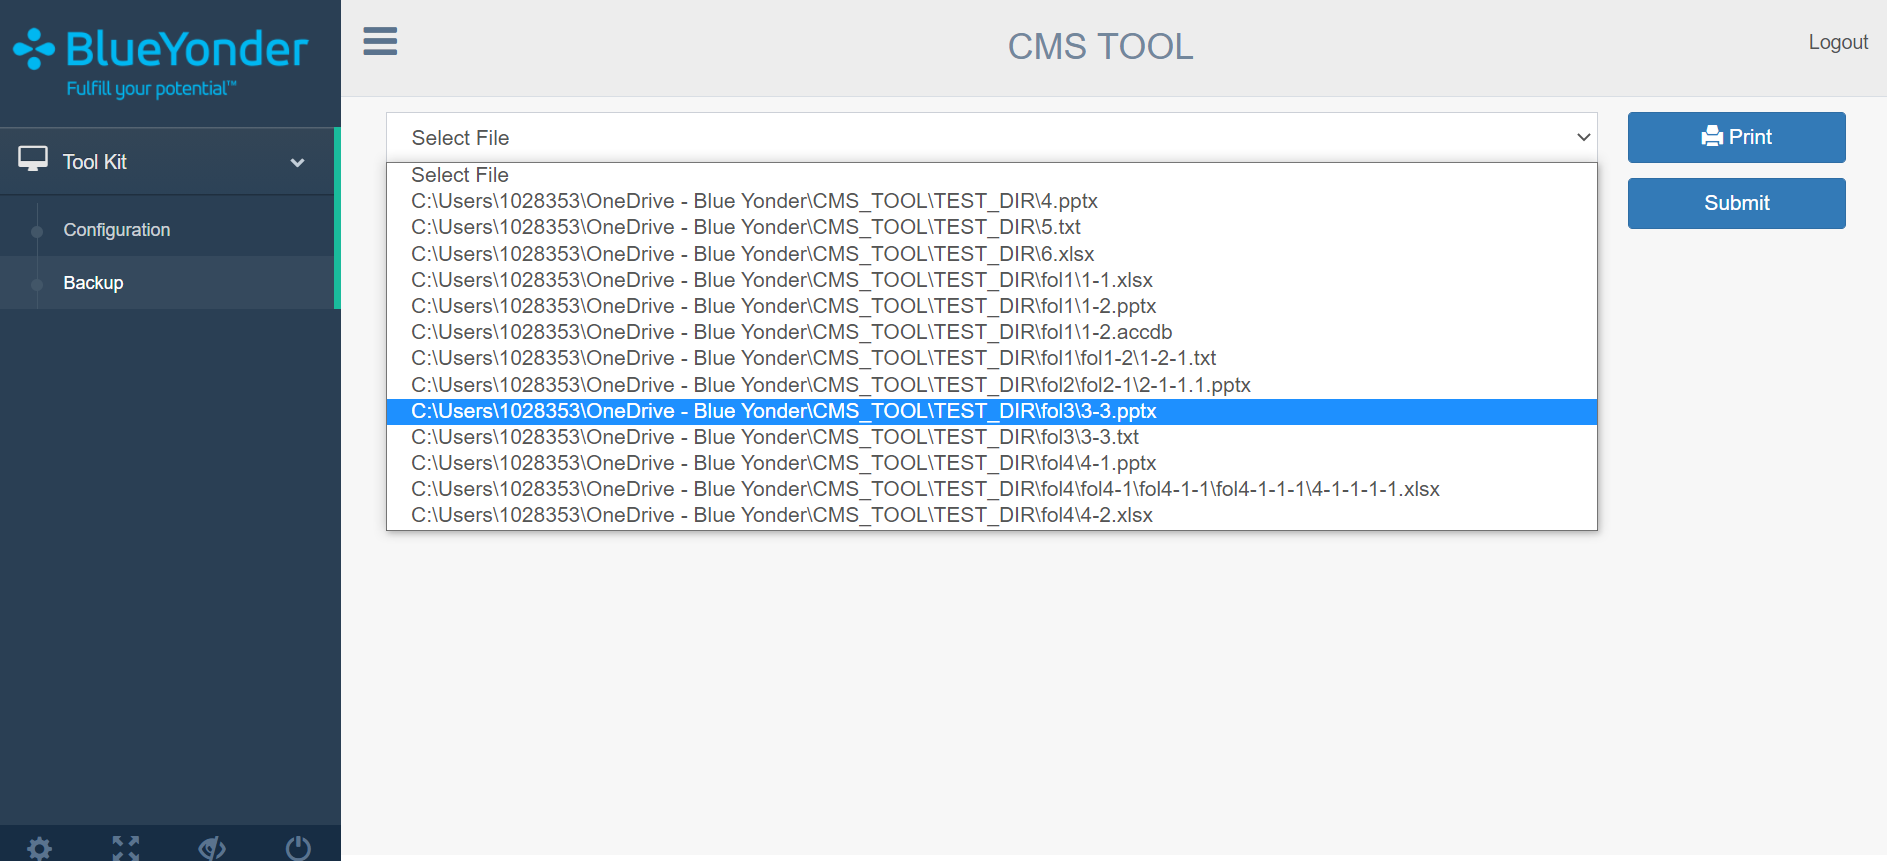 BlueYonder
Fulfill your potential™
CMS TOOL
Logout
Tool Kit
Configuration
Backup
Select File
Select File
C:\Users\1028353\OneDrive - Blue Yonder\CMS_TOOL\TEST_DIR\4.pptx
C:\Users\1028353\OneDrive - Blue Yonder\CMS_TOOL\TEST_DIR\5.txt
C:\Users\1028353\OneDrive - Blue Yonder\CMS_TOOL\TEST_DIR\6.xlsx
C:\Users\1028353\OneDrive - Blue Yonder\CMS_TOOL\TEST_DIR\fol1\1-1.xlsx
C:\Users\1028353\OneDrive - Blue Yonder\CMS_TOOL\TEST_DIR\fol1\1-2.pptx
C:\Users\1028353\OneDrive - Blue Yonder\CMS_TOOL\TEST_DIR\fol1\1-2.accdb
C:\Users\1028353\OneDrive - Blue Yonder\CMS_TOOL\TEST_DIR\fol1\fol1-2\1-2-1.txt
C:\Users\1028353\OneDrive - Blue Yonder\CMS_TOOL\TEST_DIR\fol2\fol2-1\2-1-1.1.pptx
C:\Users\1028353\OneDrive - Blue Yonder\CMS_TOOL\TEST_DIR\fol3\3-3.pptx
C:\Users\1028353\OneDrive - Blue Yonder\CMS_TOOL\TEST_DIR\fol3\3-3.txt
C:\Users\1028353\OneDrive - Blue Yonder\CMS_TOOL\TEST_DIR\fol4\4-1.pptx
C:\Users\1028353\OneDrive - Blue Yonder\CMS_TOOL\TEST_DIR\fol4\fol4-1\fol4-1-1\fol4-1-1-1\4-1-1-1-1.xlsx
C:\Users\1028353\OneDrive - Blue Yonder\CMS_TOOL\TEST_DIR\fol4\4-2.xlsx
Print
Submit